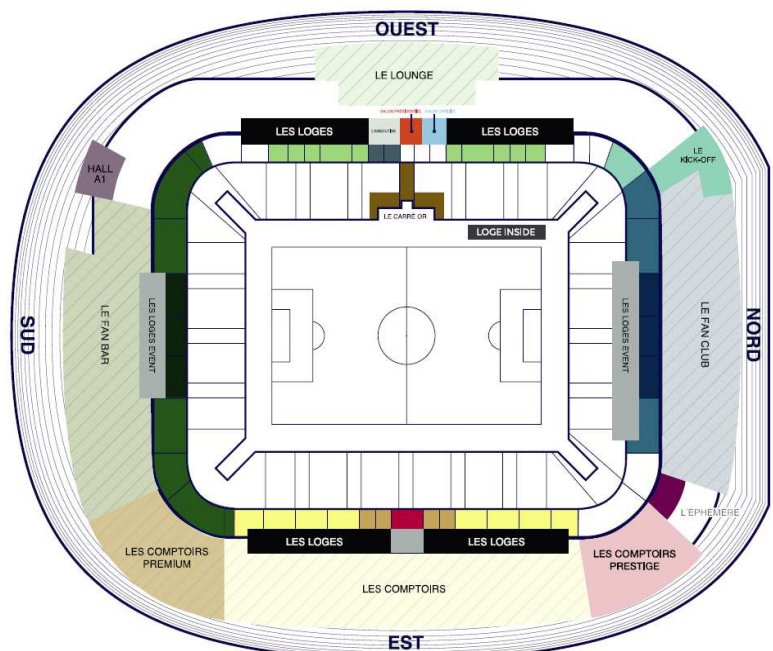 OUEST
LE LOUNGE
LES LOGES
LES LOGES
HALL
A1
LE
KICK-OFF
LE CARRÉ OR
LOGE INSIDE
SUD
LE FAN BAR
LES LOGES EVENT
LES LOGES EVENT
LE FAN CLUB
NORD
L'ÉPHÉMÈRE
LES COMPTOIRS
PREMIUM
LES LOGES
LES LOGES
LES COMPTOIRS
LES COMPTOIRS
PRESTIGE
EST